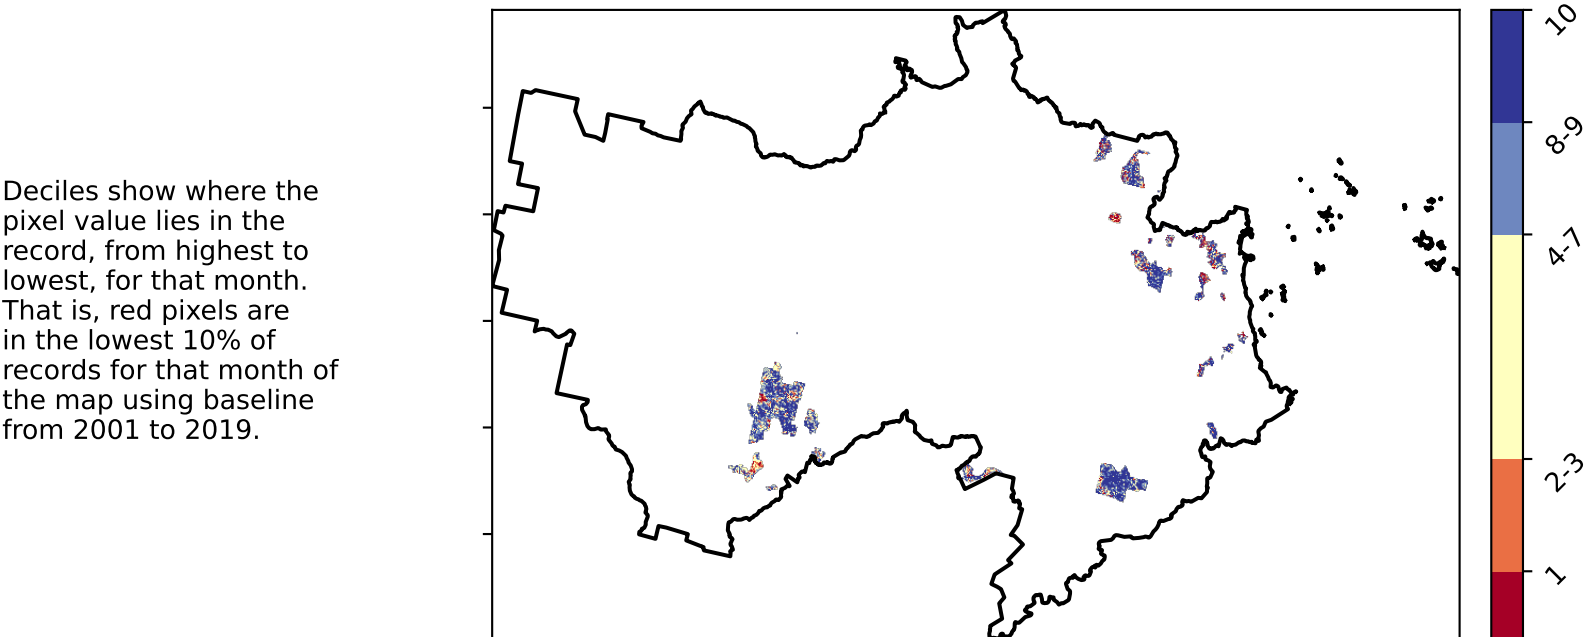 Deciles show where the
pixel value lies in the
record, from highest to
lowest, for that month.
That is, red pixels are
in the lowest 10% of
records for that month of
the map using baseline
from 2001 to 2019.
10
8-9
4-7
2-3
1